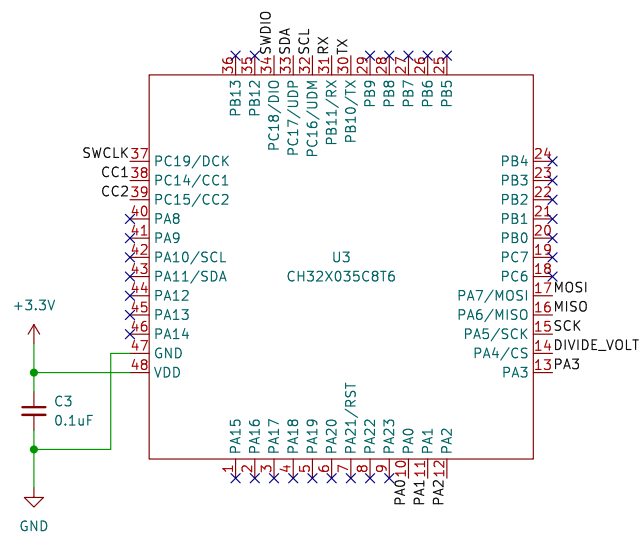 SWDIO
SDA
SCL
RX
TX
36
35
34
33
32
31
30
29
28
27
26
25
PB13
PB12
PC18/DIO
PC17/UDP
PC16/UDM
PB11/RX
PB10/TX
PB9
PB8
PB7
PB6
PB5
SWCLK 37 PC19/DCK
CC1 38 PC14/CC1
CC2 39 PC15/CC2
40 PA8
41 PA9
42 PA10/SCL
43 PA11/SDA
44 PA12
45 PA13
46 PA14
47 GND
48 VDD
U3
CH32X035C8T6
PB4 24
PB3 23
PB2 22
PB1 21
PB0 20
PC7 19
PC6 18
PA7/MOSI 17 MOSI
PA6/MISO 16 MISO
PA5/SCK 15 SCK
PA4/CS 14 DIVIDE_VOLT
PA3 13 PA3
+3.3V
C3
0.1uF
GND
PA15
PA16
PA17
PA18
PA19
PA20
PA21/RST
PA22
PA23
PA0
PA1
PA2
1
2
3
4
5
6
7
8
9
10
11
12
PA0
PA1
PA2